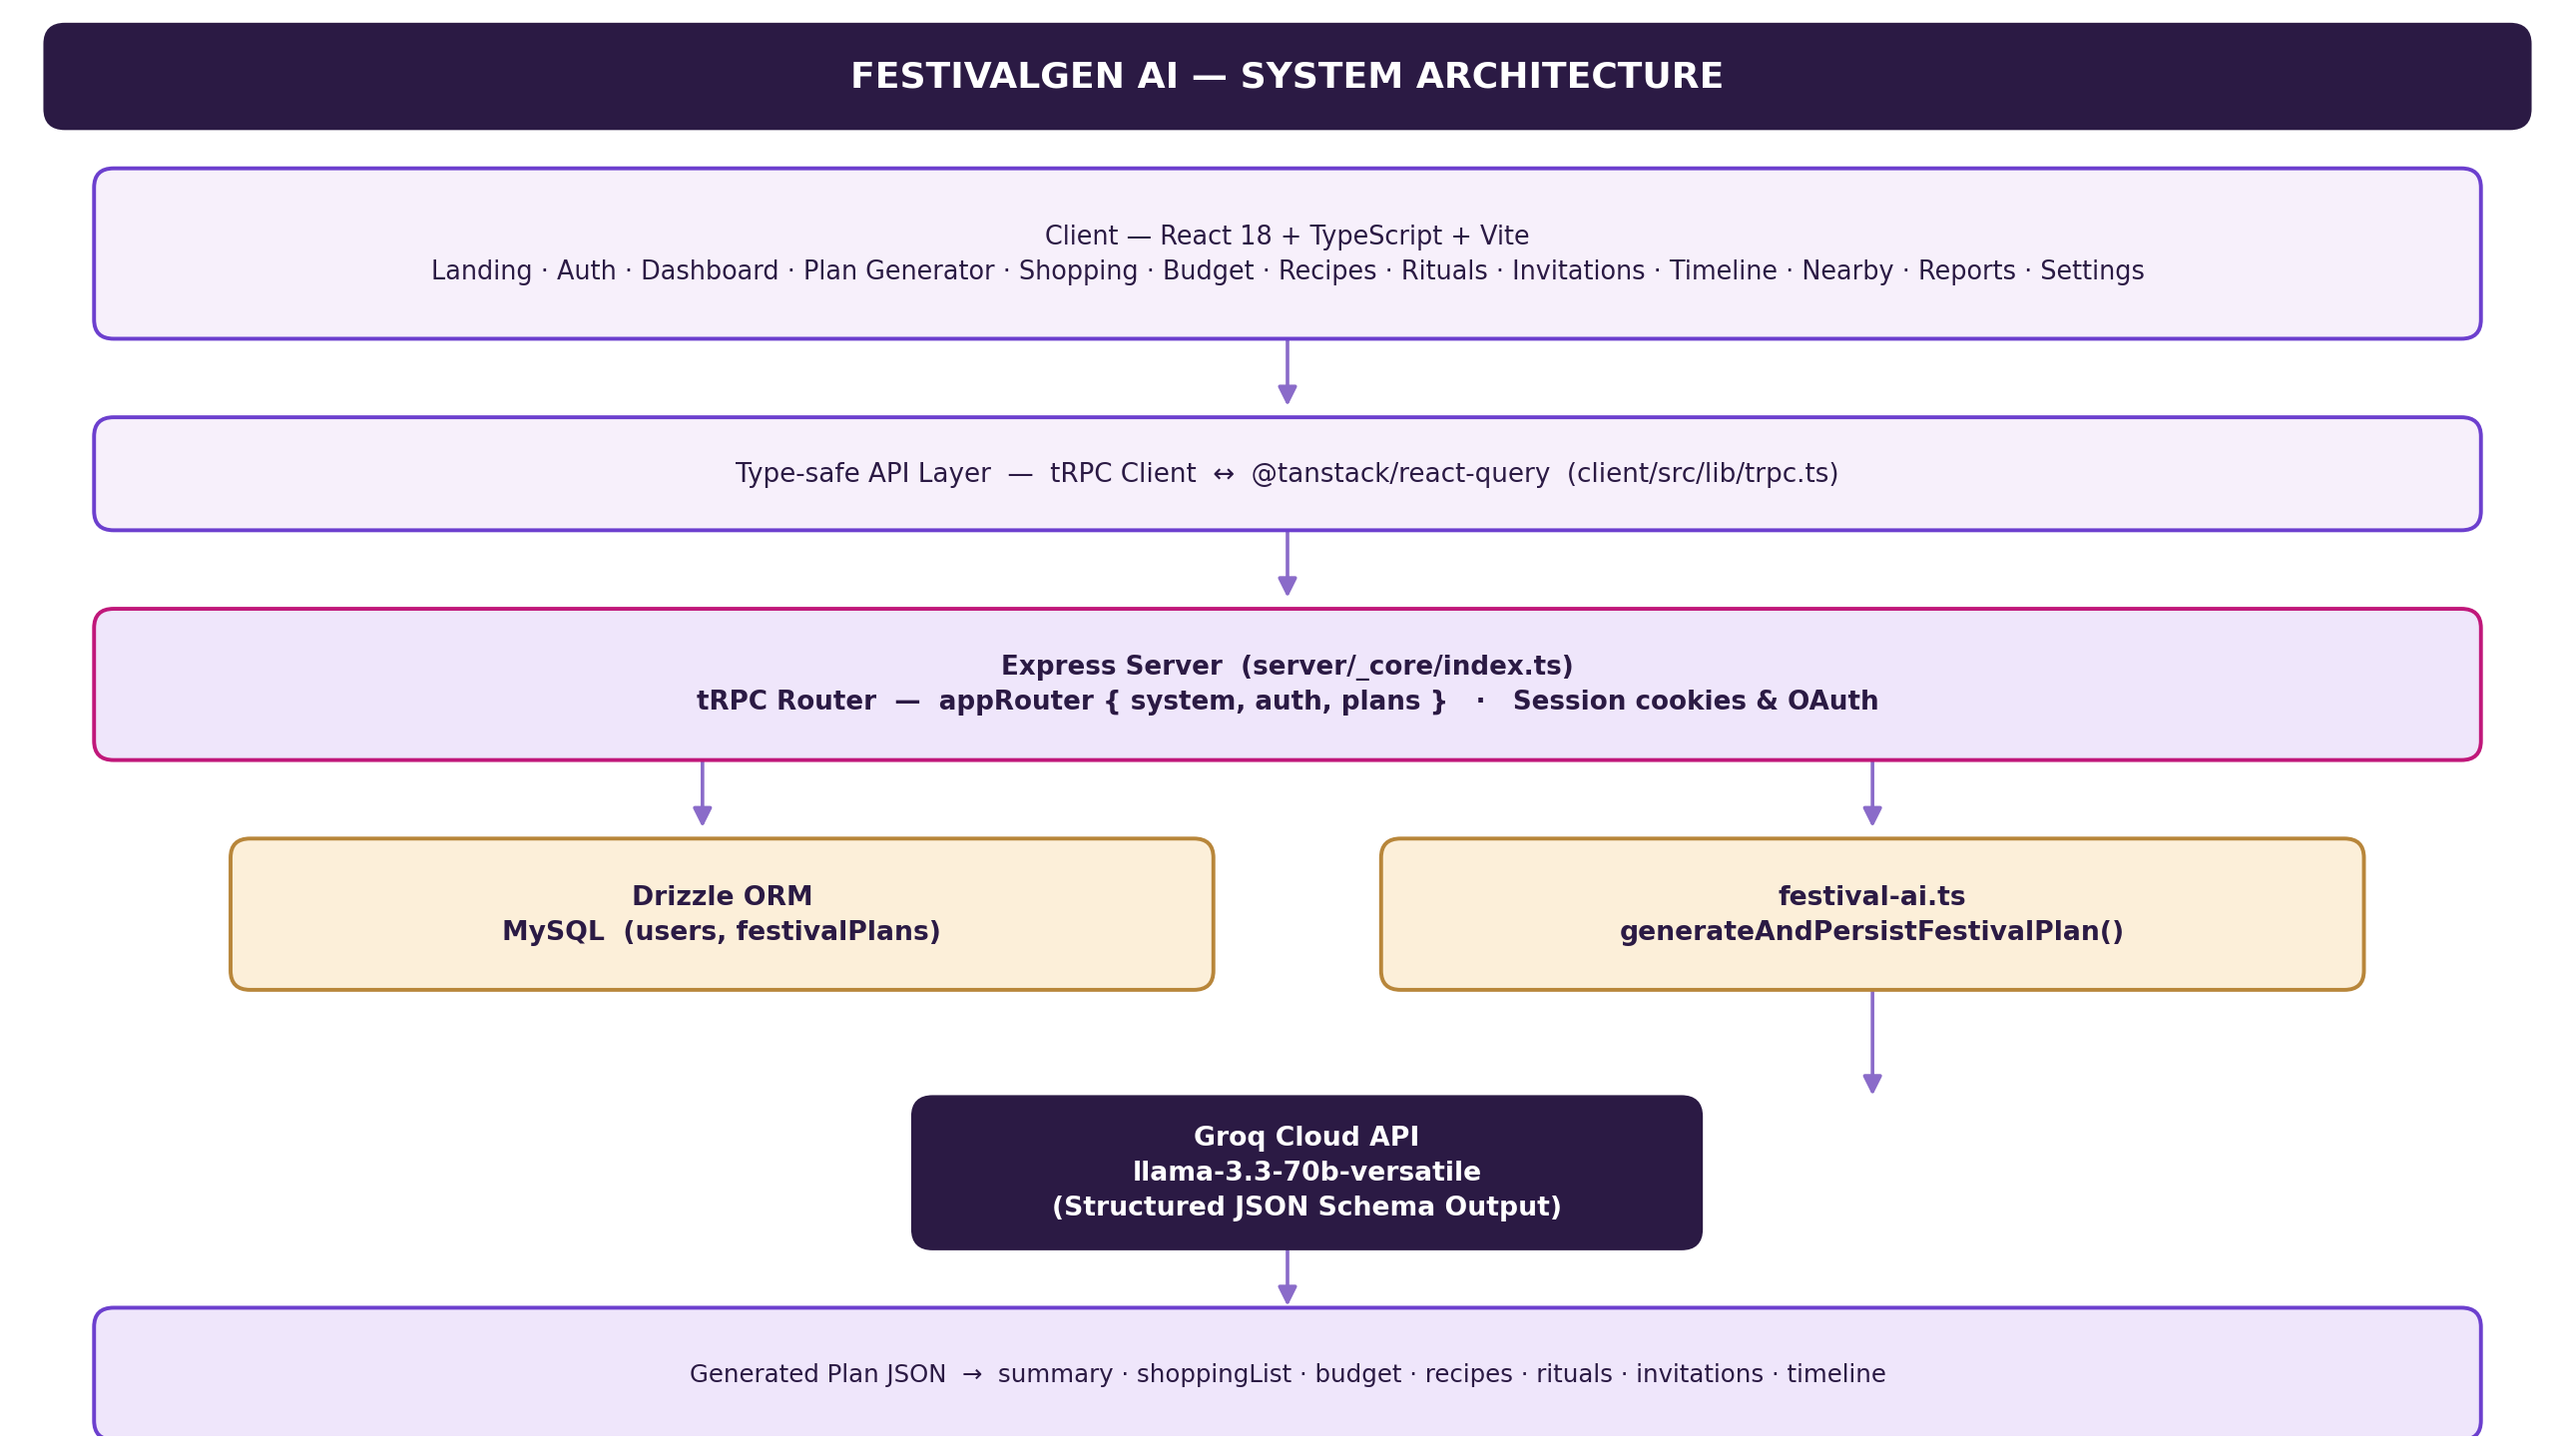 FESTIVALGEN AI — SYSTEM ARCHITECTURE
Client — React 18 + TypeScript + Vite
Landing · Auth · Dashboard · Plan Generator · Shopping · Budget · Recipes · Rituals · Invitations · Timeline · Nearby · Reports · Settings
Type-safe API Layer — tRPC Client ↔ @tanstack/react-query (client/src/lib/trpc.ts)
Express Server (server/_core/index.ts)
tRPC Router — appRouter { system, auth, plans } · Session cookies & OAuth
Drizzle ORM
MySQL (users, festivalPlans)
festival-ai.ts
generateAndPersistFestivalPlan()
Groq Cloud API
llama-3.3-70b-versatile
(Structured JSON Schema Output)
Generated Plan JSON → summary · shoppingList · budget · recipes · rituals · invitations · timeline